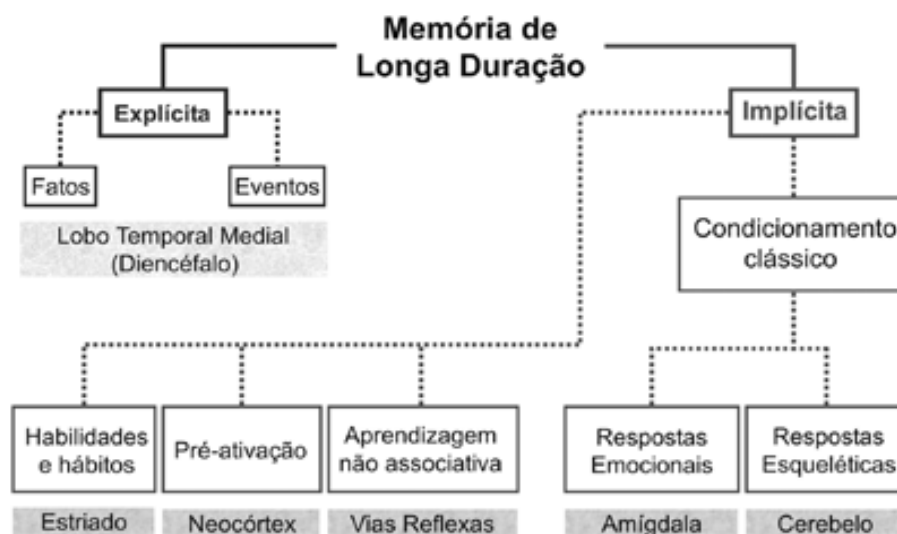 Memória de
Longa Duração
Explícita
Implícita
Fatos
Eventos
Lobo Temporal Medial
(Diencéfalo)
Condicionamento
clássico
Habilidades
e hábitos
Pré-ativação
Aprendizagem
não associativa
Respostas
Emocionais
Respostas
Esqueléticas
Estriado
Neocórtex
Vias Reflexas
Amígdala
Cerebelo